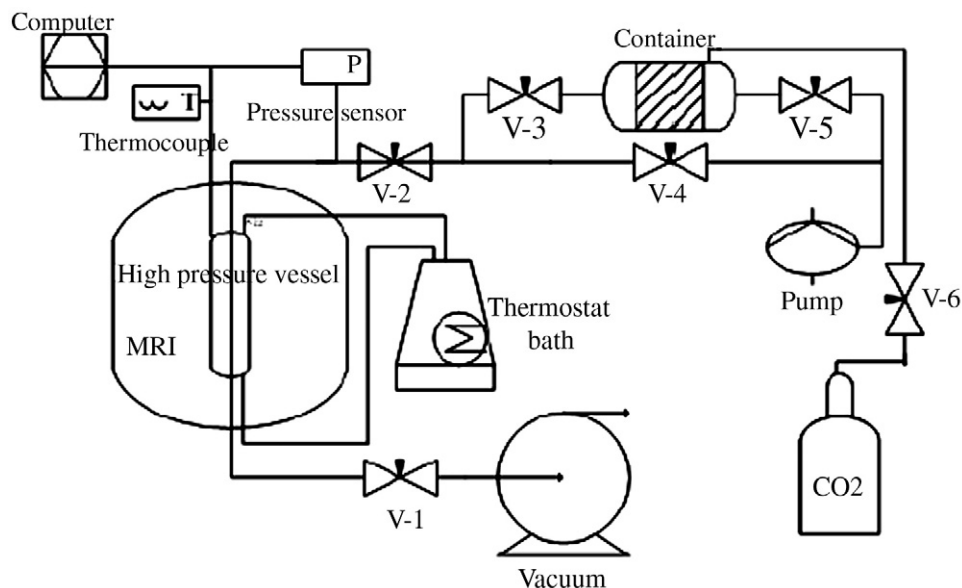 Computer
Container
P
T
Pressure sensor
Thermocouple
V-3
V-5
V-2
V-4
High pressure vessel
MRI
Thermostat
bath
Pump
V-6
CO2
V-1
Vacuum